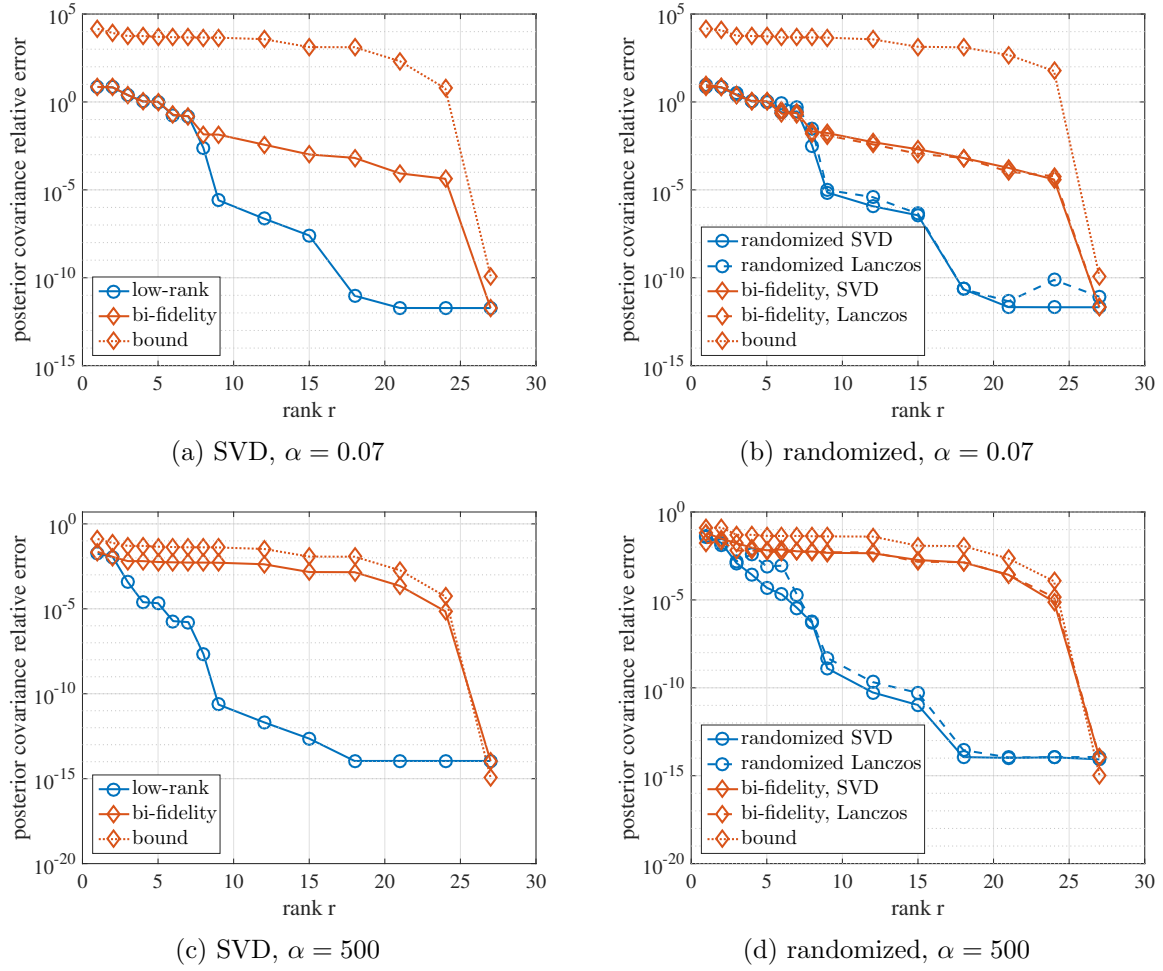 posterior covariance relative error
10^5
10^0
10^-5
10^-10
10^-15
low-rank
bi-fidelity
bound
0 5 10 15 20 25 30
rank r
(a) SVD, α = 0.07
posterior covariance relative error
10^5
10^0
10^-5
10^-10
10^-15
randomized SVD
randomized Lanczos
bi-fidelity, SVD
bi-fidelity, Lanczos
bound
0 5 10 15 20 25 30
rank r
(b) randomized, α = 0.07
posterior covariance relative error
10^0
10^-5
10^-10
10^-15
10^-20
low-rank
bi-fidelity
bound
0 5 10 15 20 25 30
rank r
(c) SVD, α = 500
posterior covariance relative error
10^0
10^-5
10^-10
10^-15
10^-20
randomized SVD
randomized Lanczos
bi-fidelity, SVD
bi-fidelity, Lanczos
bound
0 5 10 15 20 25 30
rank r
(d) randomized, α = 500